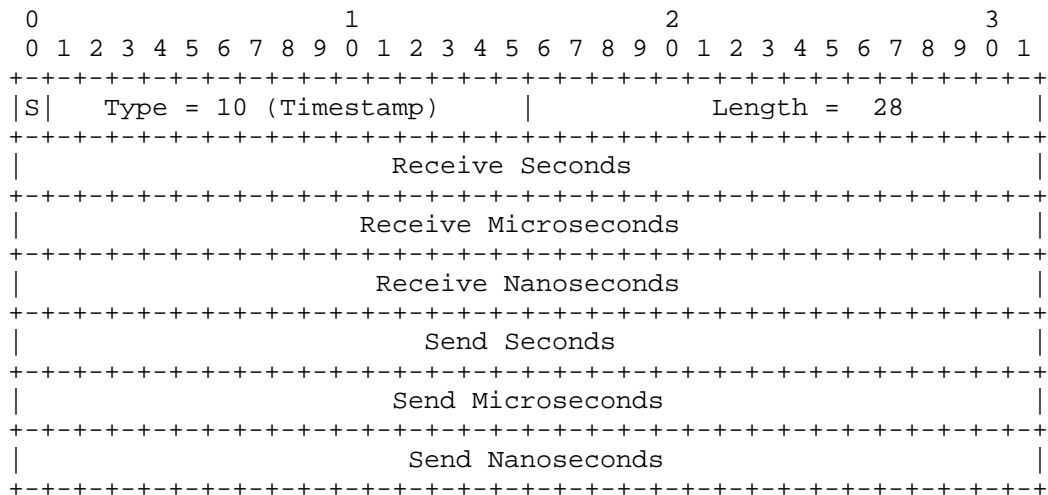 0                   1                   2                   3
 0 1 2 3 4 5 6 7 8 9 0 1 2 3 4 5 6 7 8 9 0 1 2 3 4 5 6 7 8 9 0 1
+-+-+-+-+-+-+-+-+-+-+-+-+-+-+-+-+-+-+-+-+-+-+-+-+-+-+-+-+-+-+-+-+
|S|   Type = 10 (Timestamp)     |           Length =  28        |
+-+-+-+-+-+-+-+-+-+-+-+-+-+-+-+-+-+-+-+-+-+-+-+-+-+-+-+-+-+-+-+-+
|                       Receive Seconds                         |
+-+-+-+-+-+-+-+-+-+-+-+-+-+-+-+-+-+-+-+-+-+-+-+-+-+-+-+-+-+-+-+-+
|                     Receive Microseconds                      |
+-+-+-+-+-+-+-+-+-+-+-+-+-+-+-+-+-+-+-+-+-+-+-+-+-+-+-+-+-+-+-+-+
|                      Receive Nanoseconds                      |
+-+-+-+-+-+-+-+-+-+-+-+-+-+-+-+-+-+-+-+-+-+-+-+-+-+-+-+-+-+-+-+-+
|                         Send Seconds                          |
+-+-+-+-+-+-+-+-+-+-+-+-+-+-+-+-+-+-+-+-+-+-+-+-+-+-+-+-+-+-+-+-+
|                       Send Microseconds                       |
+-+-+-+-+-+-+-+-+-+-+-+-+-+-+-+-+-+-+-+-+-+-+-+-+-+-+-+-+-+-+-+-+
|                        Send Nanoseconds                       |
+-+-+-+-+-+-+-+-+-+-+-+-+-+-+-+-+-+-+-+-+-+-+-+-+-+-+-+-+-+-+-+-+